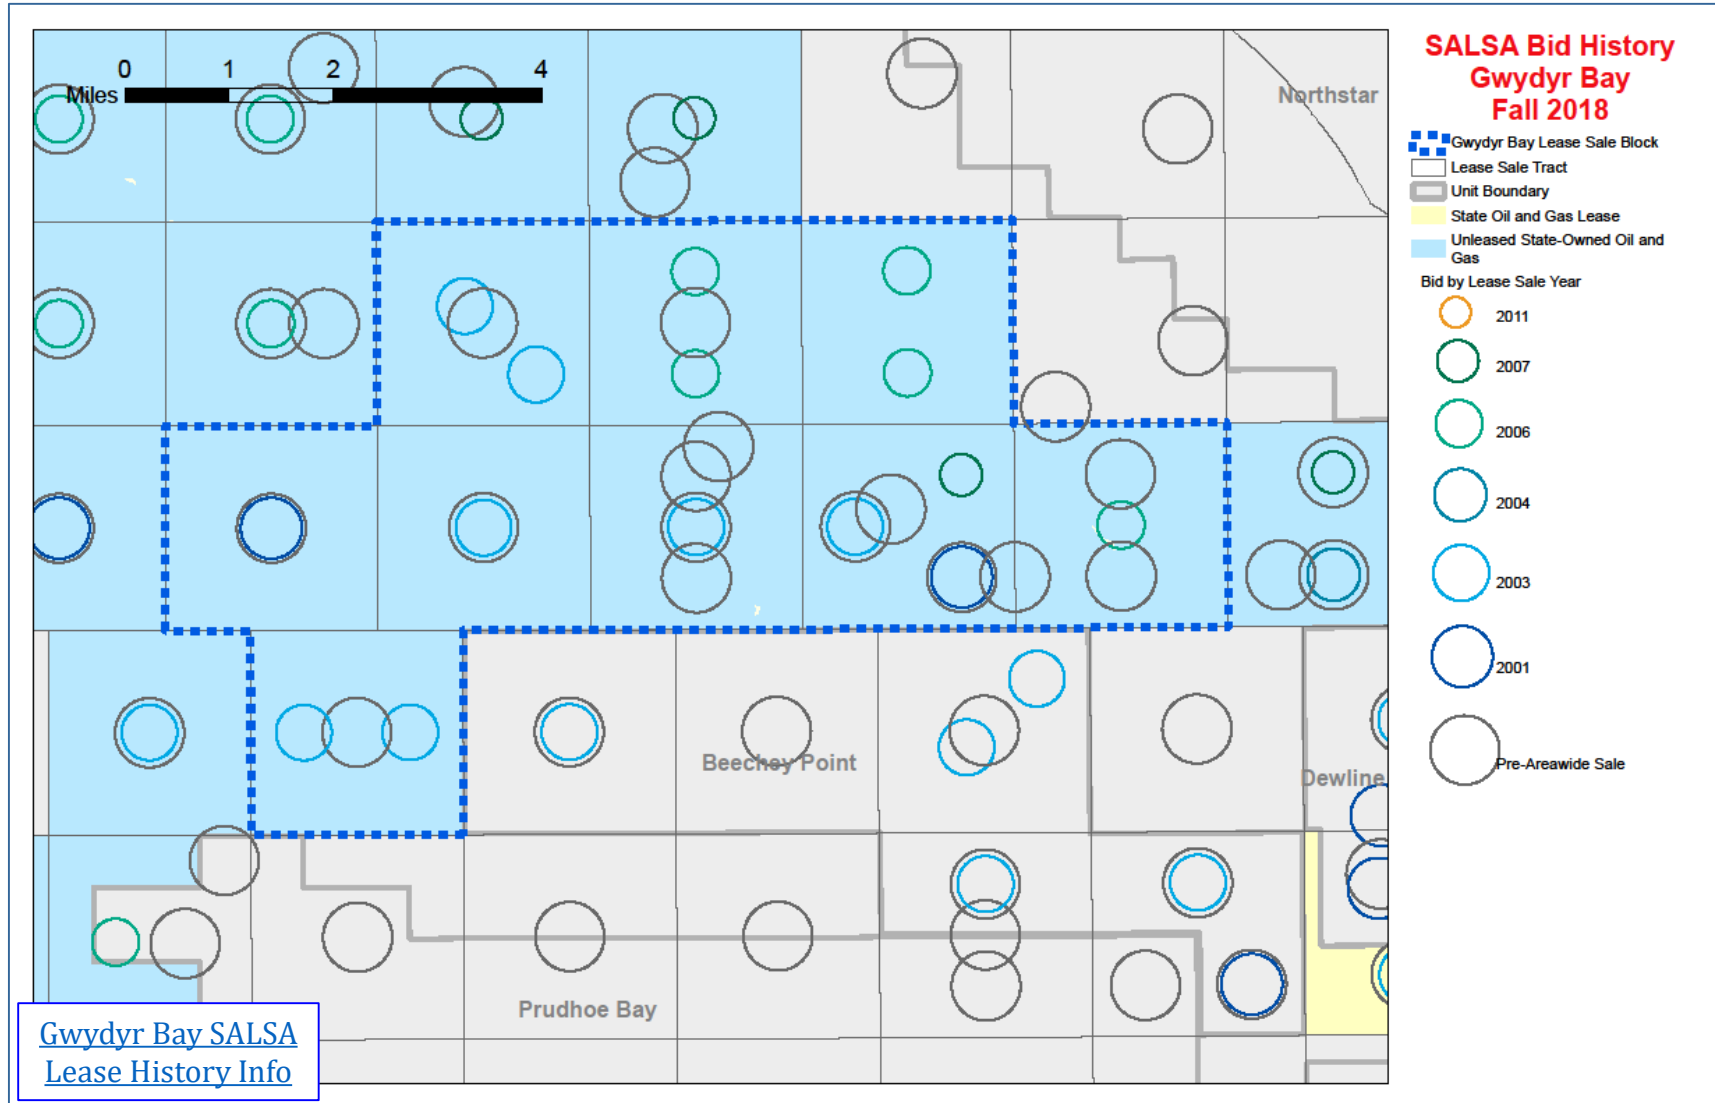 0 1 2 4
Miles
Northstar
Beechey Point
Dewline
Prudhoe Bay
Gwydyr Bay SALSA
Lease History Info
SALSA Bid History
Gwydyr Bay
Fall 2018
Gwydyr Bay Lease Sale Block
Lease Sale Tract
Unit Boundary
State Oil and Gas Lease
Unleased State-Owned Oil and
Gas
Bid by Lease Sale Year
2011
2007
2006
2004
2003
2001
Pre-Areawide Sale